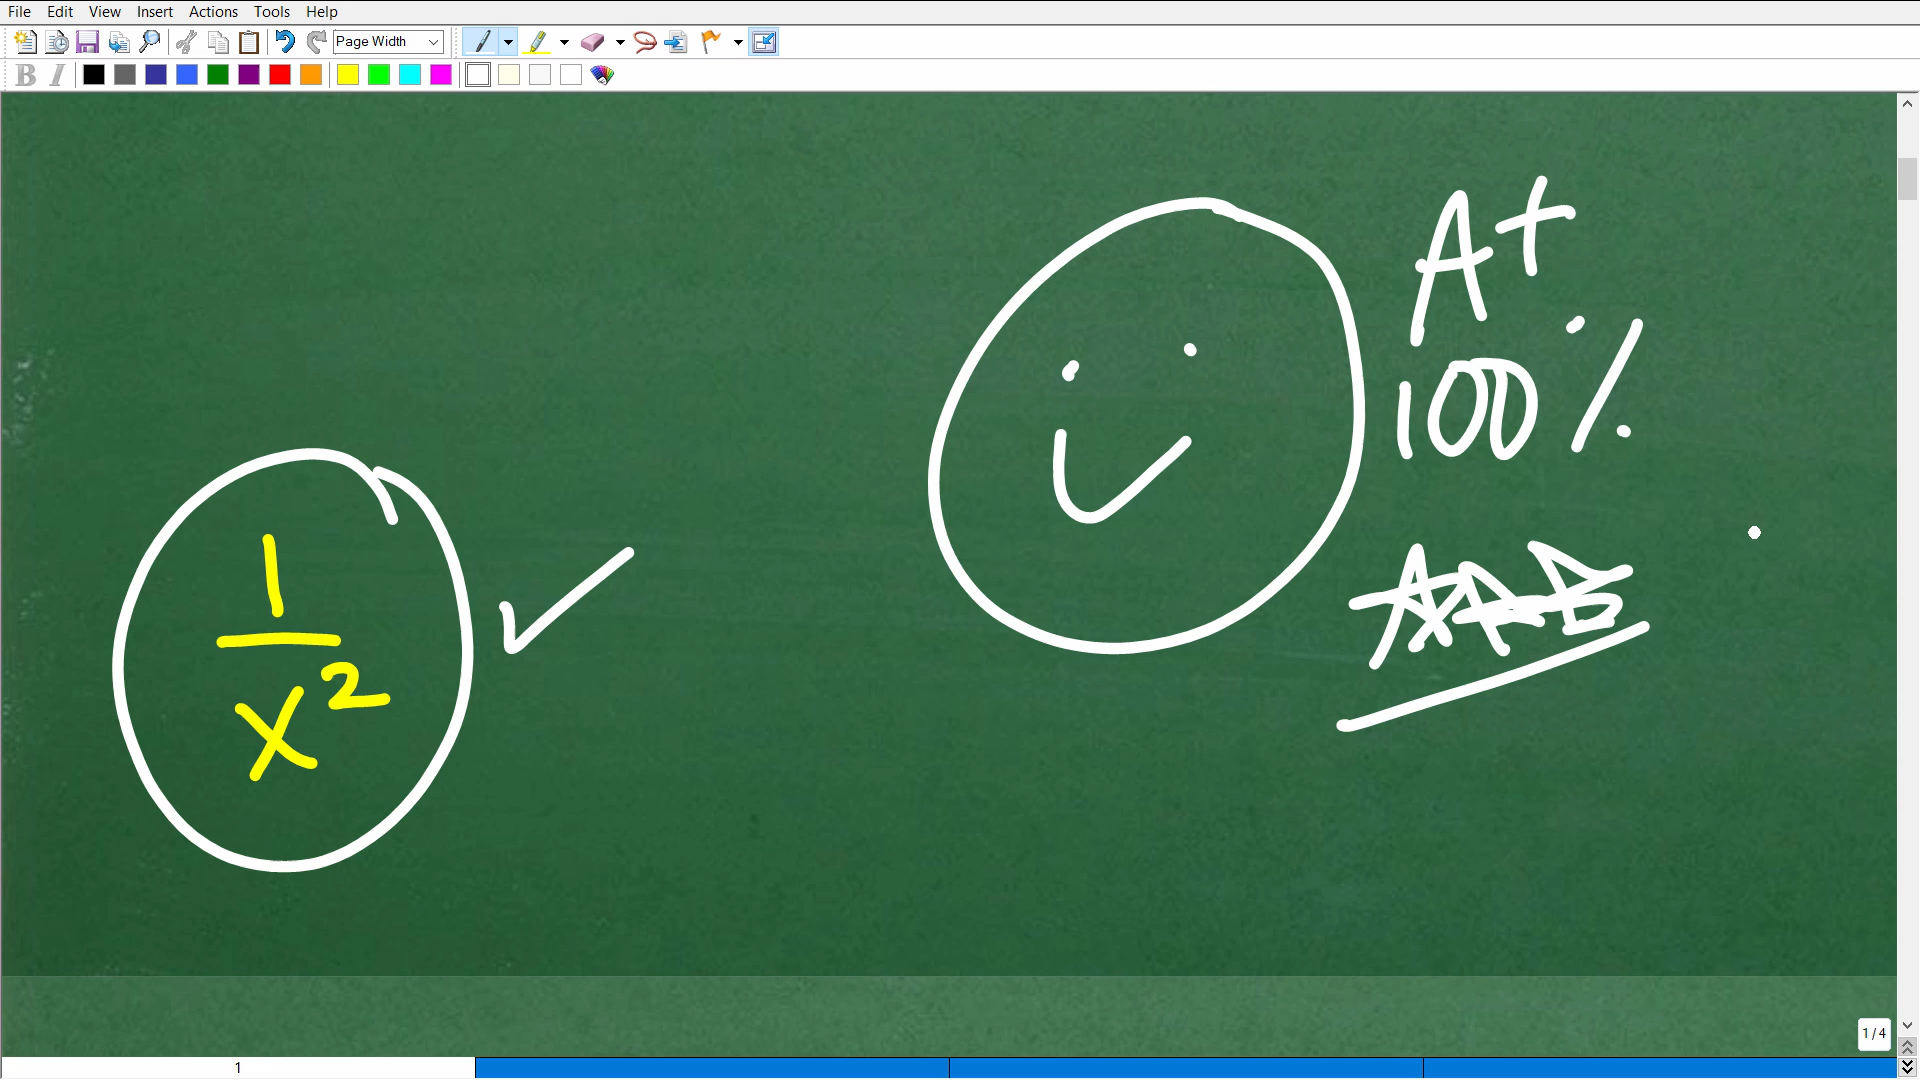 File Edit View Insert Actions Tools Help
Page Width
B I
A+
100%
1
x²
1 / 4
1